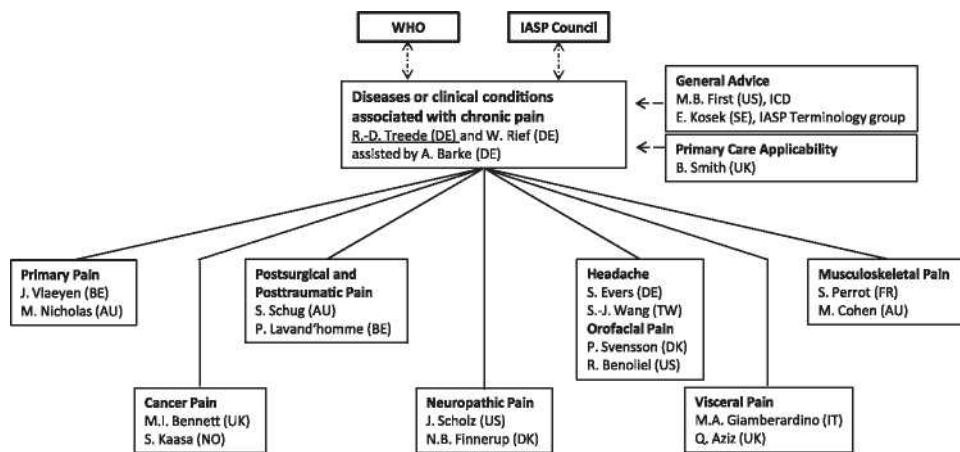 WHO
IASP Council
Diseases or clinical conditions
associated with chronic pain
R.-D. Treede (DE) and W. Rief (DE)
assisted by A. Barke (DE)
General Advice
M.B. First (US), ICD
E. Kosek (SE), IASP Terminology group
Primary Care Applicability
B. Smith (UK)
Primary Pain
J. Vlaeyen (BE)
M. Nicholas (AU)
Postsurgical and
Posttraumatic Pain
S. Schug (AU)
P. Lavand'homme (BE)
Headache
S. Evers (DE)
S.-J. Wang (TW)
Orofacial Pain
P. Svensson (DK)
R. Benoliel (US)
Musculoskeletal Pain
S. Perrot (FR)
M. Cohen (AU)
Cancer Pain
M.I. Bennett (UK)
S. Kaasa (NO)
Neuropathic Pain
J. Scholz (US)
N.B. Finnerup (DK)
Visceral Pain
M.A. Giamberardino (IT)
Q. Aziz (UK)